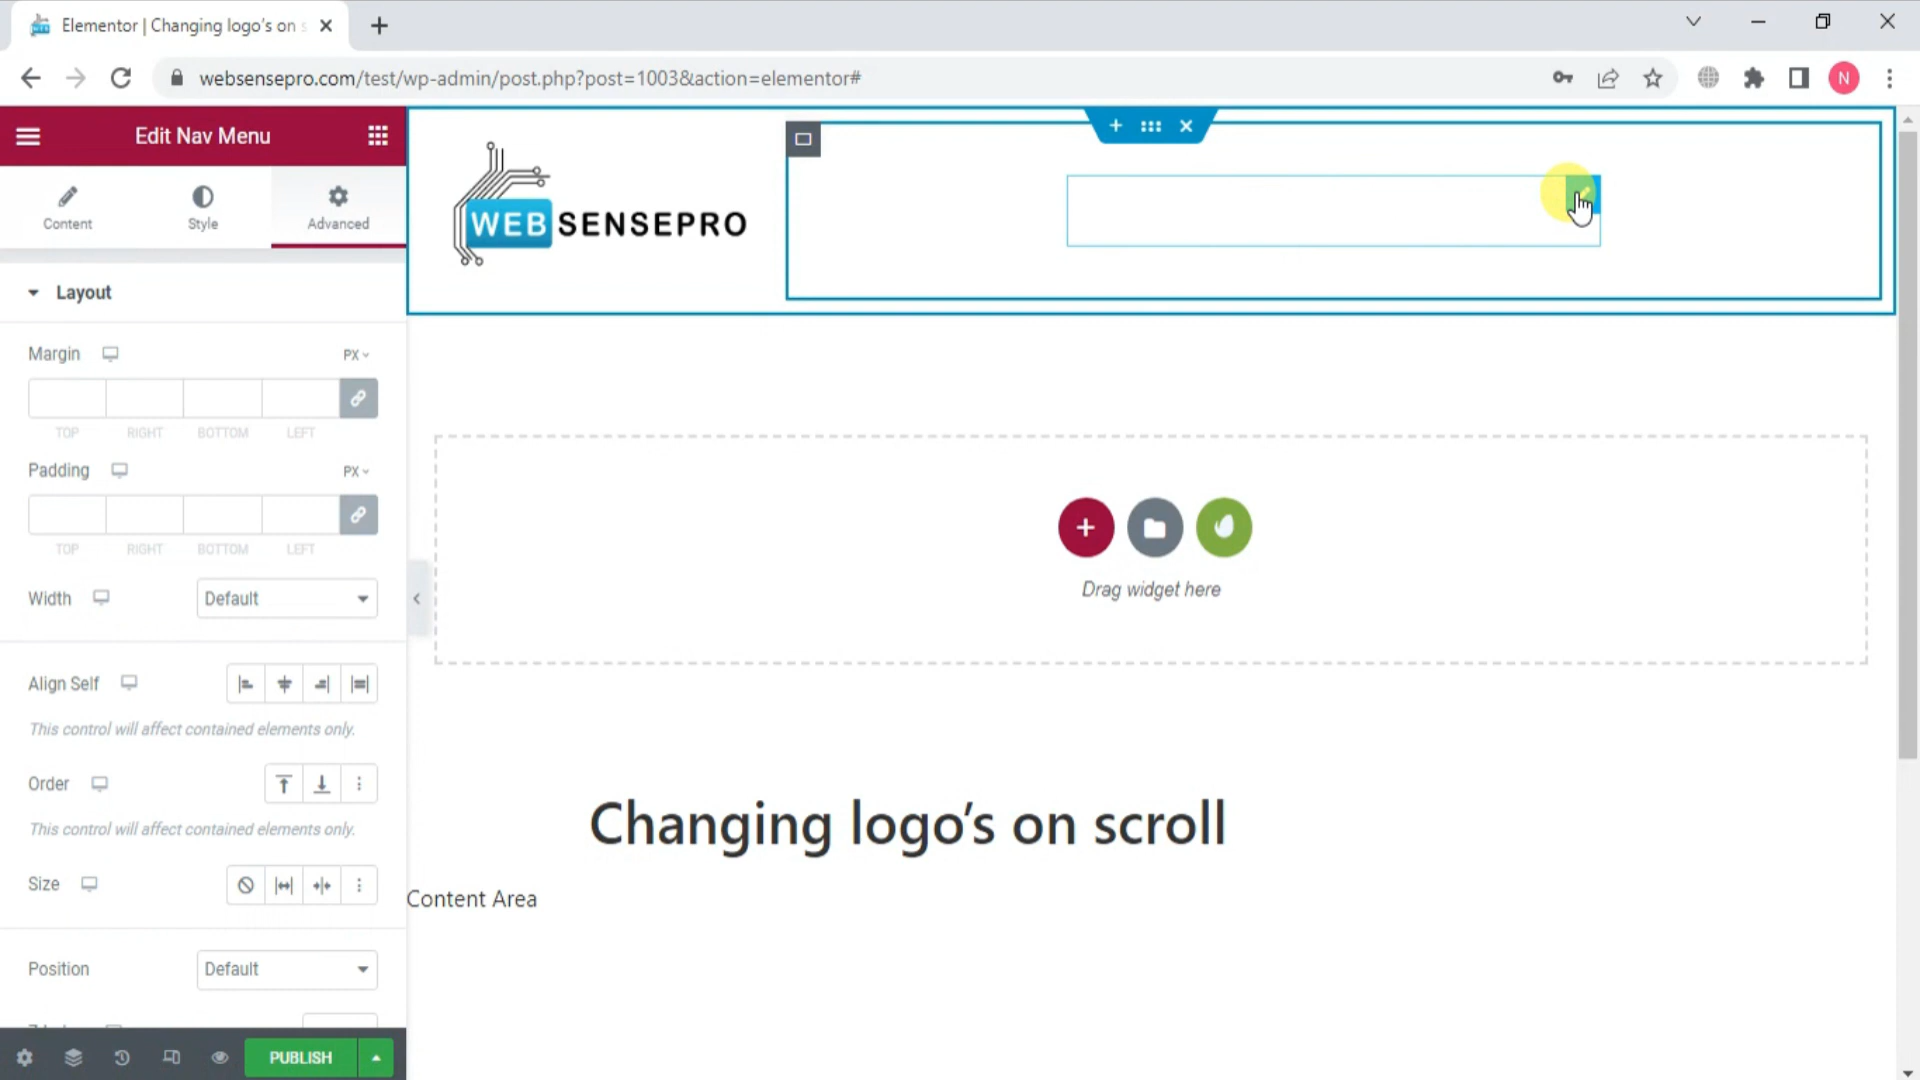 Elementor | Changing logo's on s
websensepro.com/test/wp-admin/post.php?post=1003&action=elementor#
N
Edit Nav Menu
Content
Style
Advanced
WEB SENSEPRO
Layout
Margin
PX
TOP RIGHT BOTTOM LEFT
Padding
PX
TOP RIGHT BOTTOM LEFT
Drag widget here
Width
Default
Align Self
This control will affect contained elements only.
Order
This control will affect contained elements only.
Changing logo's on scroll
Size
Content Area
Position
Default
PUBLISH